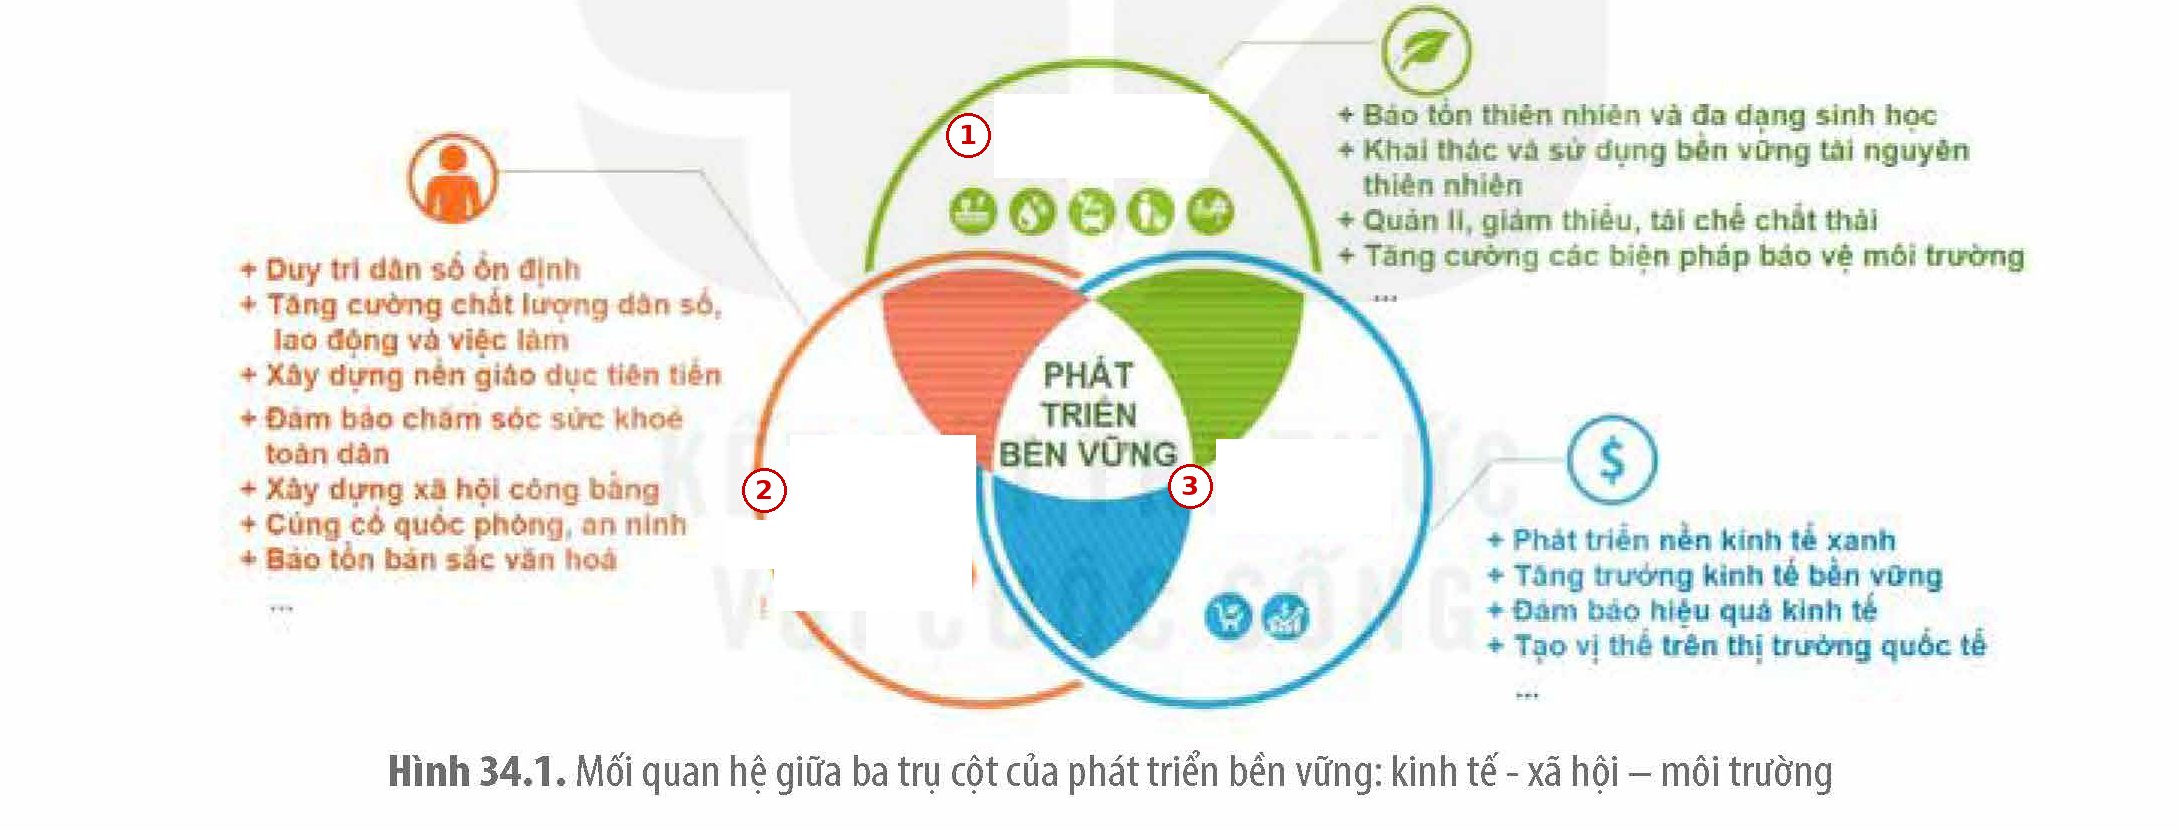 1
+ Bảo tồn thiên nhiên và đa dạng sinh học
+ Khai thác và sử dụng bền vững tài nguyên
thiên nhiên
+ Quản lí, giảm thiểu, tái chế chất thải
+ Tăng cường các biện pháp bảo vệ môi trường
...
+ Duy trì dân số ổn định
+ Tăng cường chất lượng dân số,
lao động và việc làm
+ Xây dựng nền giáo dục tiên tiến
+ Đảm bảo chăm sóc sức khoẻ
toàn dân
+ Xây dựng xã hội công bằng
+ Củng cố quốc phòng, an ninh
+ Bảo tồn bản sắc văn hoá
...
PHÁT
TRIỂN
BỀN VỮNG
2
3
$
+ Phát triển nền kinh tế xanh
+ Tăng trưởng kinh tế bền vững
+ Đảm bảo hiệu quả kinh tế
+ Tạo vị thế trên thị trường quốc tế
...
Hình 34.1. Mối quan hệ giữa ba trụ cột của phát triển bền vững: kinh tế - xã hội – môi trường